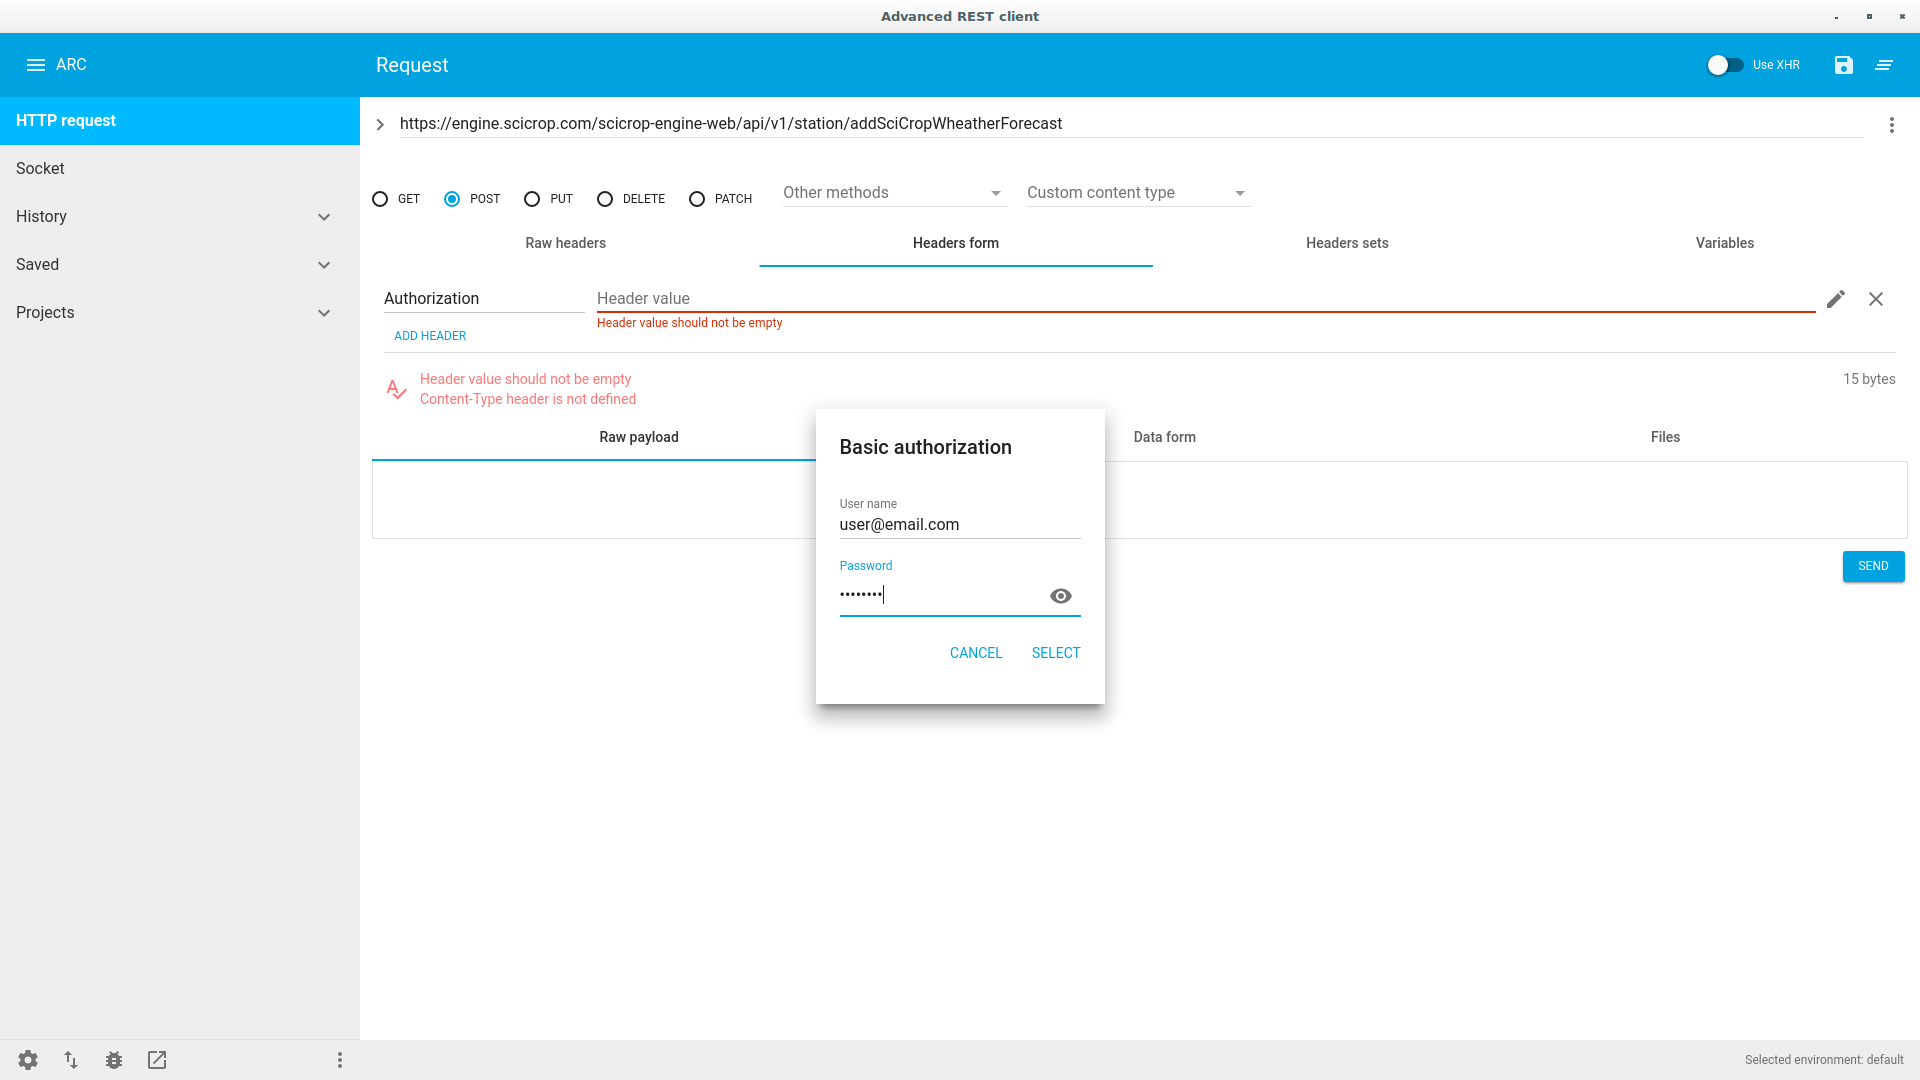 Advanced REST client
ARC
Request
Use XHR
HTTP request
Socket
History
Saved
Projects
https://engine.scicrop.com/scicrop-engine-web/api/v1/station/addSciCropWheatherForecast
GET POST PUT DELETE PATCH Other methods Custom content type
Raw headers Headers form Headers sets Variables
Authorization Header value
Header value should not be empty
ADD HEADER
Header value should not be empty 15 bytes
Content-Type header is not defined
Raw payload Data form Files
Basic authorization
User name
user@email.com
Password
••••••••
CANCEL SELECT
SEND
Selected environment: default